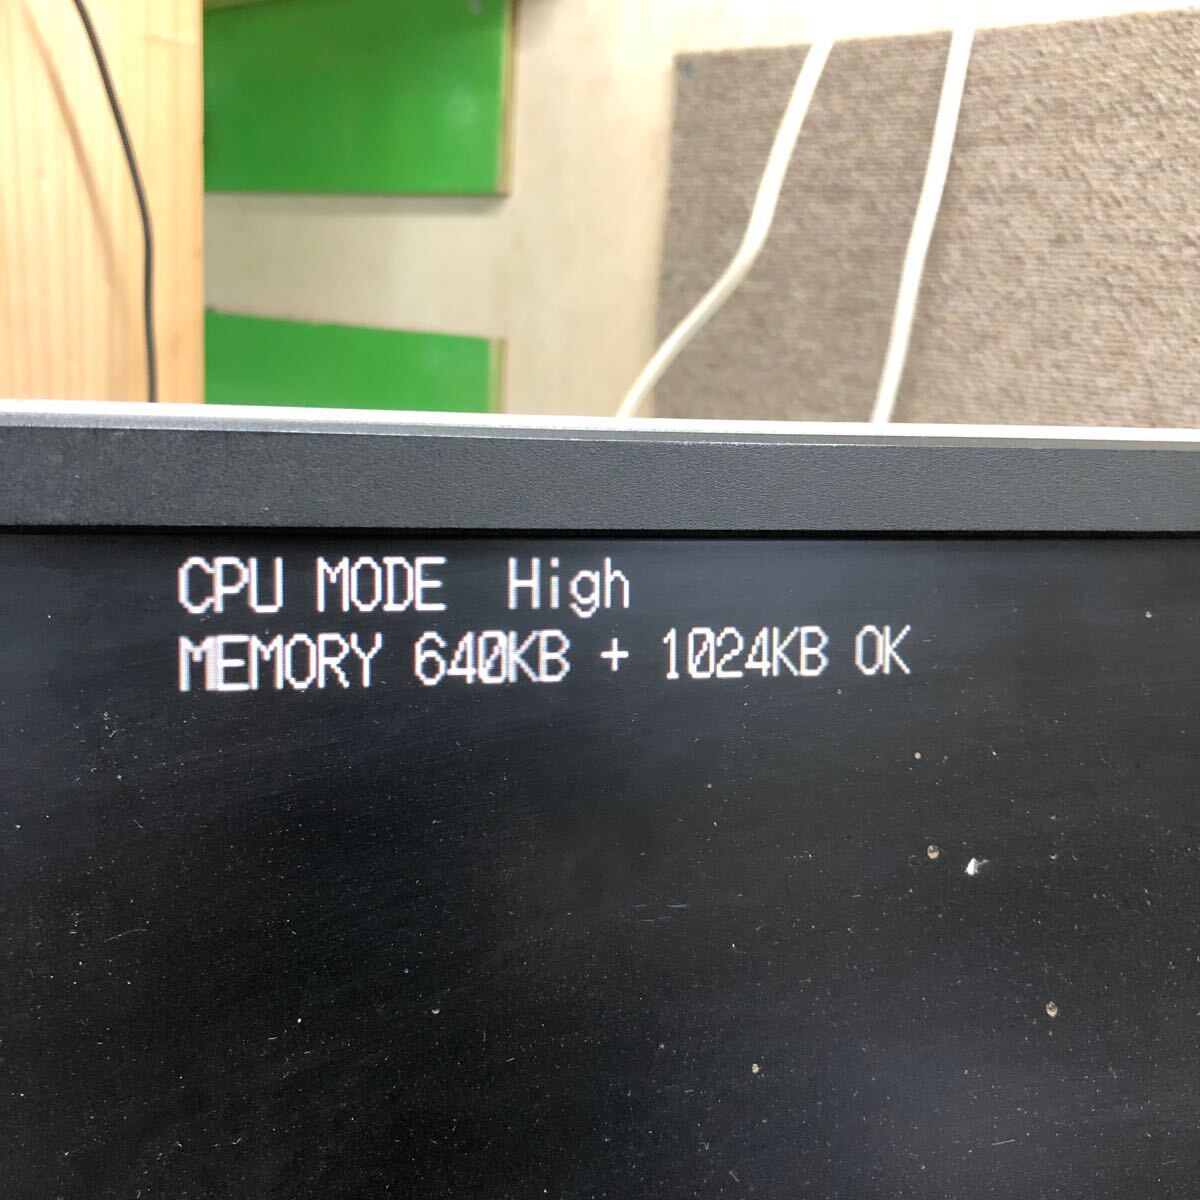 CPU MODE  High
MEMORY 640KB + 1024KB OK